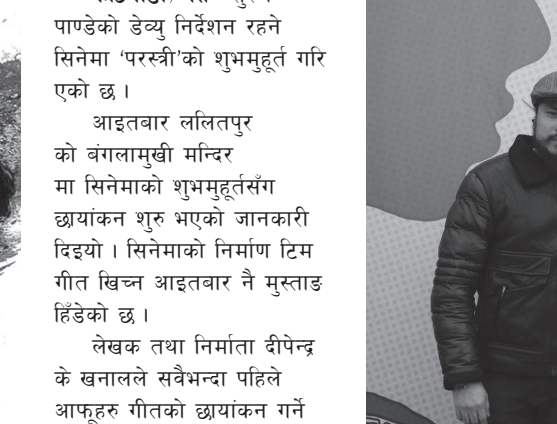 पाण्डेको डेव्यु निर्देशन रहने
सिनेमा ‘परस्त्री’को शुभमुहूर्त गरि
एको छ ।
आइतबार ललितपुर
को बंगलामुखी मन्दिर
मा सिनेमाको शुभमुहूर्तसँग
छायांकन शुरु भएको जानकारी
दिइयो । सिनेमाको निर्माण टिम
गीत खिच्न आइतबार नै मुस्ताङ
हिँडेको छ ।
लेखक तथा निर्माता दीपेन्द्र
के खनालले सवैभन्दा पहिले
आफूहरु गीतको छायांकन गर्ने